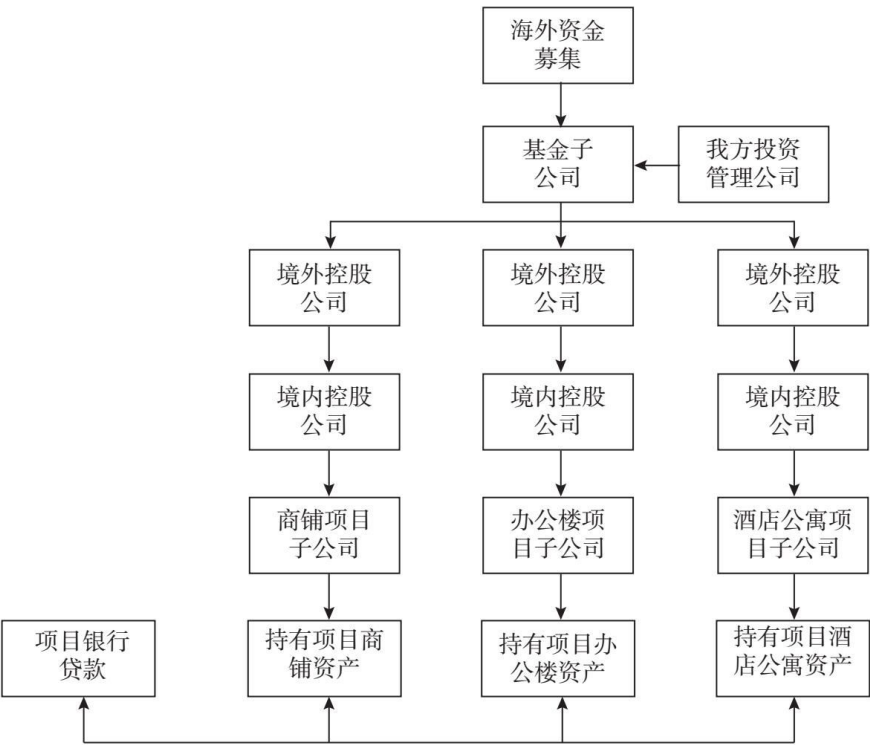 海外资金
募集
基金子
公司
我方投资
管理公司
境外控股
公司
境外控股
公司
境外控股
公司
境内控股
公司
境内控股
公司
境内控股
公司
商铺项目
子公司
办公楼项
目子公司
酒店公寓项
目子公司
项目银行
贷款
持有项目商
铺资产
持有项目办
公楼资产
持有项目酒
店公寓资产